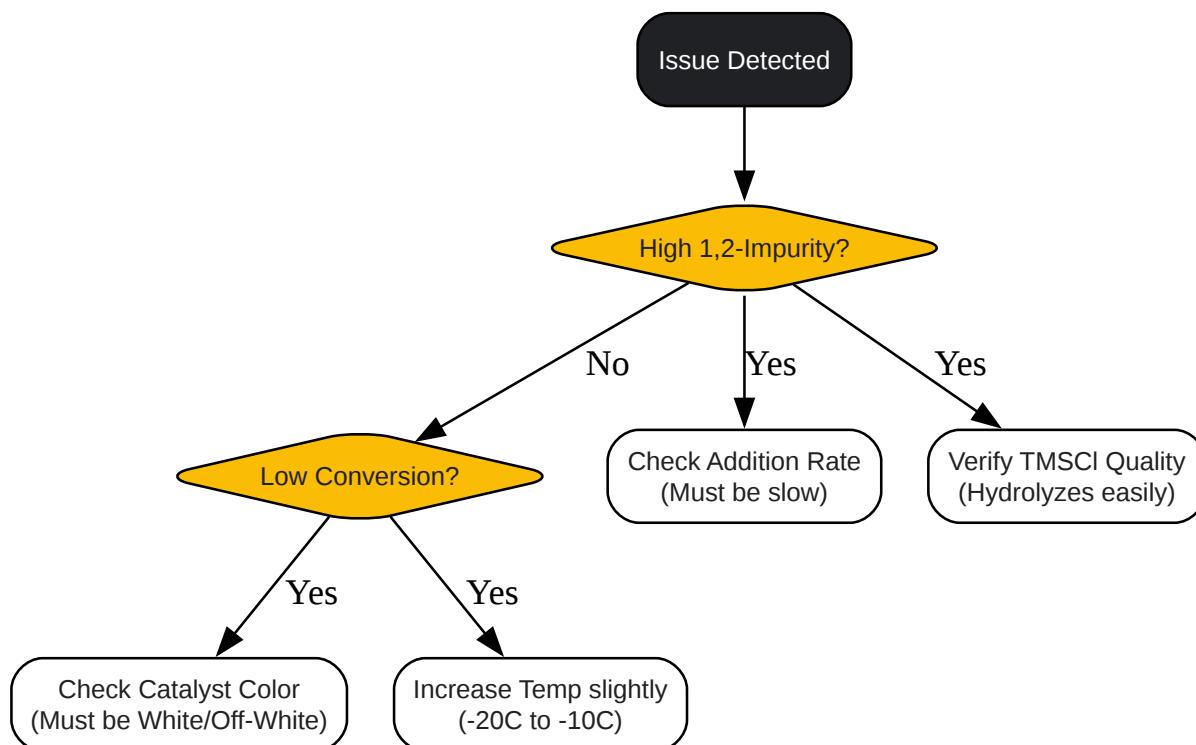 Issue Detected
High 1,2-Impurity?
No
Yes
Yes
Low Conversion?
Check Addition Rate
(Must be slow)
Verify TMSCl Quality
(Hydrolyzes easily)
Yes
Yes
Check Catalyst Color
(Must be White/Off-White)
Increase Temp slightly
(-20C to -10C)